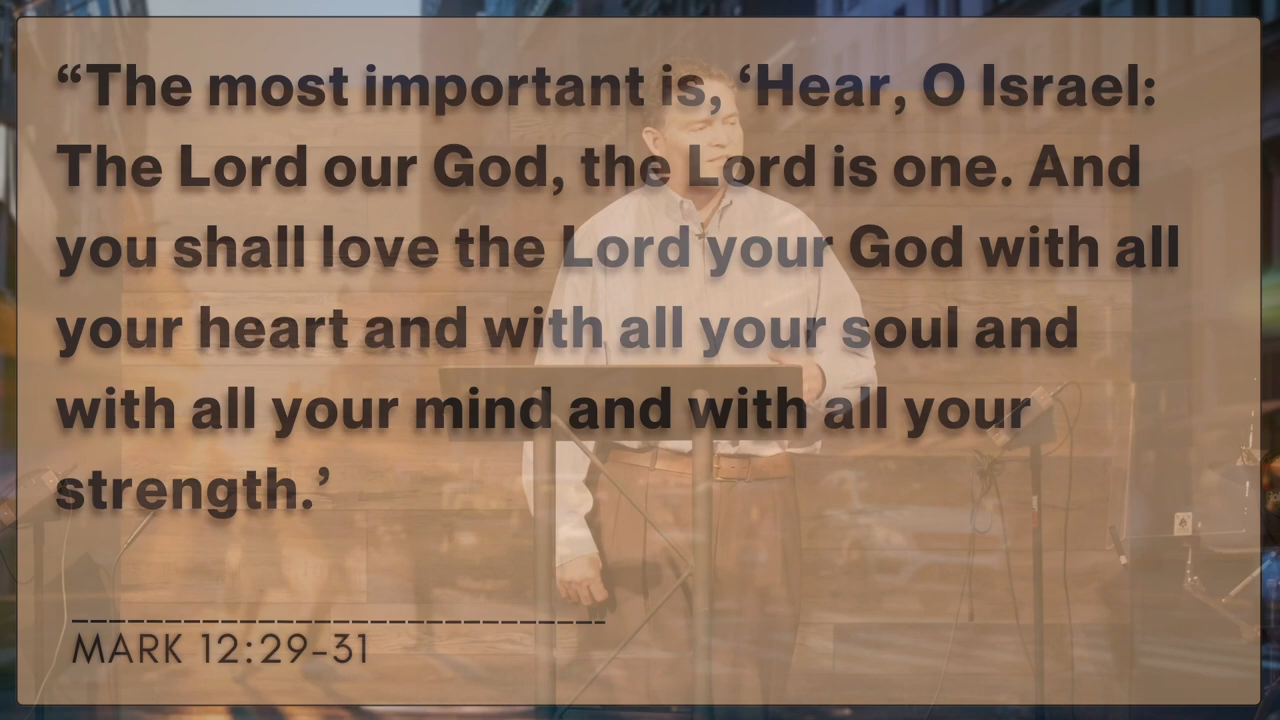 “The most important is, ‘Hear, O Israel:
The Lord our God, the Lord is one. And
you shall love the Lord your God with all
your heart and with all your soul and
with all your mind and with all your
strength.’
MARK 12:29-31